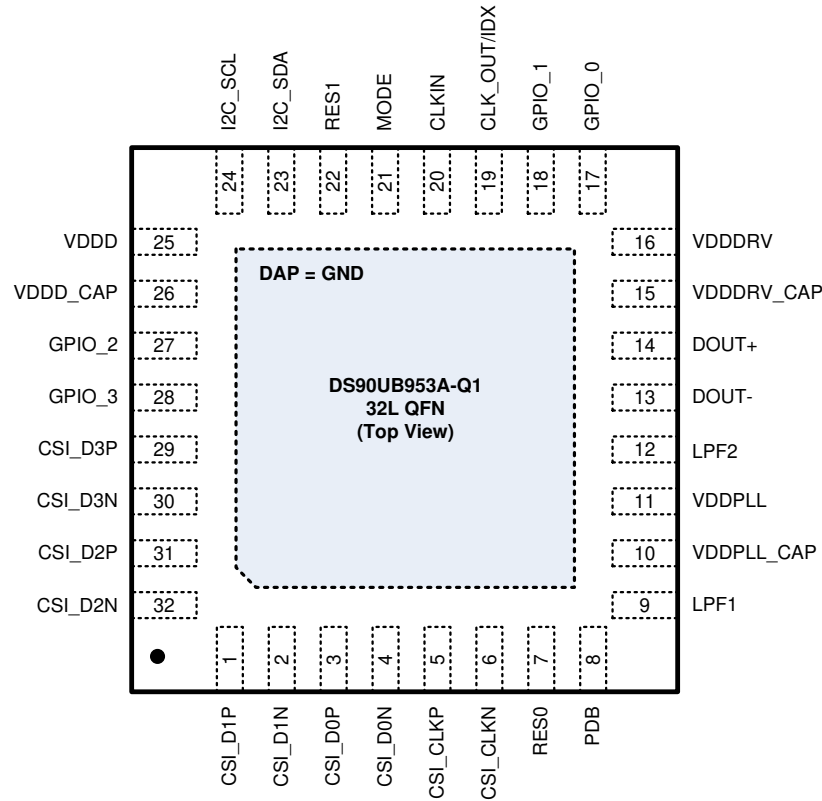 I2C_SCL
I2C_SDA
RES1
MODE
CLKIN
CLK_OUT/IDX
GPIO_1
GPIO_0
24
23
22
21
20
19
18
17
VDDD 25
VDDD_CAP 26
GPIO_2 27
GPIO_3 28
CSI_D3P 29
CSI_D3N 30
CSI_D2P 31
CSI_D2N 32
DAP = GND
DS90UB953A-Q1
32L QFN
(Top View)
16 VDDDRV
15 VDDDRV_CAP
14 DOUT+
13 DOUT-
12 LPF2
11 VDDPLL
10 VDDPLL_CAP
9 LPF1
1
2
3
4
5
6
7
8
CSI_D1P
CSI_D1N
CSI_D0P
CSI_D0N
CSI_CLKP
CSI_CLKN
RES0
PDB